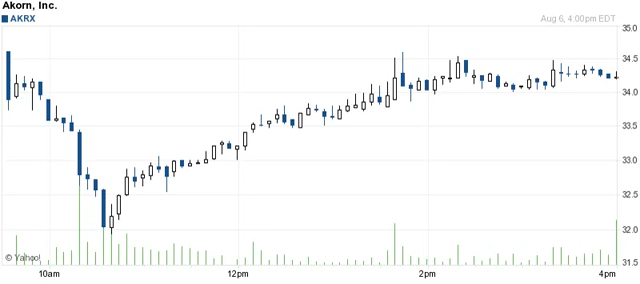 Akorn, Inc.
AKRX
Aug 6, 4:00pm EDT
35.0
34.5
34.0
33.5
33.0
32.5
32.0
31.5
© Yahoo!
10am
12pm
2pm
4pm